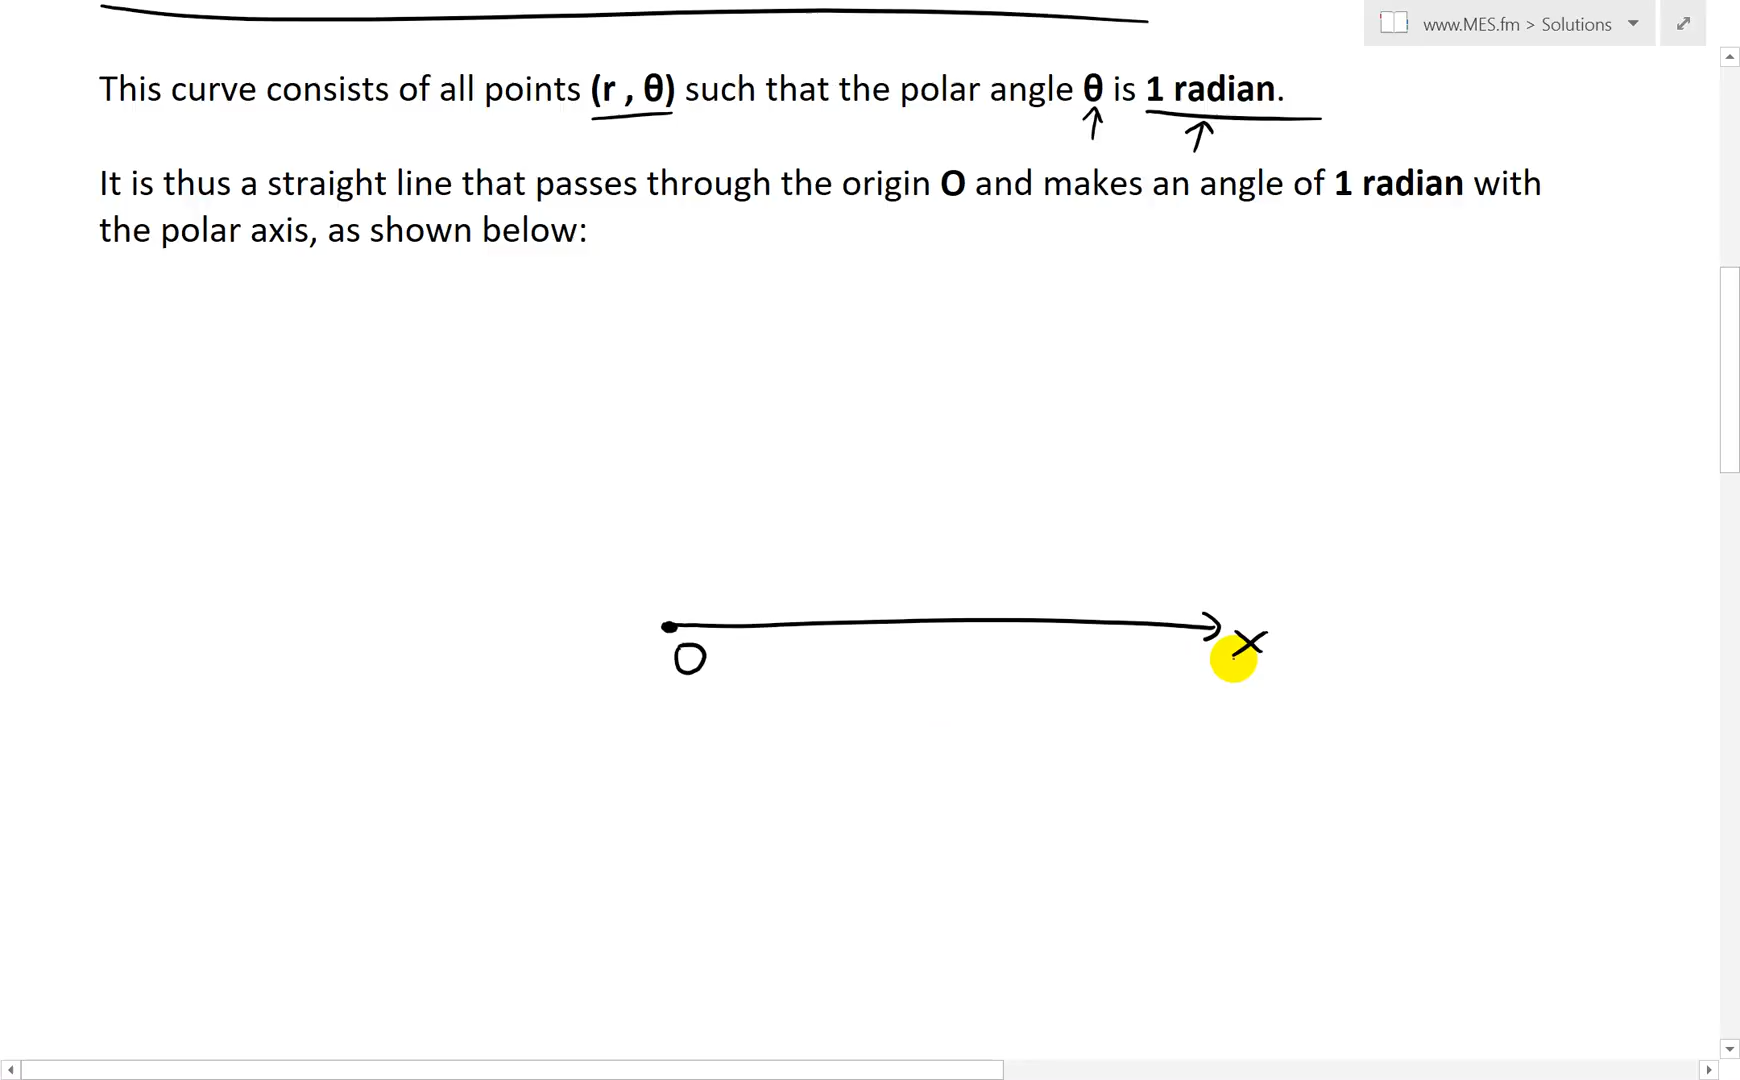 www.MES.fm > Solutions
This curve consists of all points (r , θ) such that the polar angle θ is 1 radian.
It is thus a straight line that passes through the origin O and makes an angle of 1 radian with
the polar axis, as shown below:
O
x